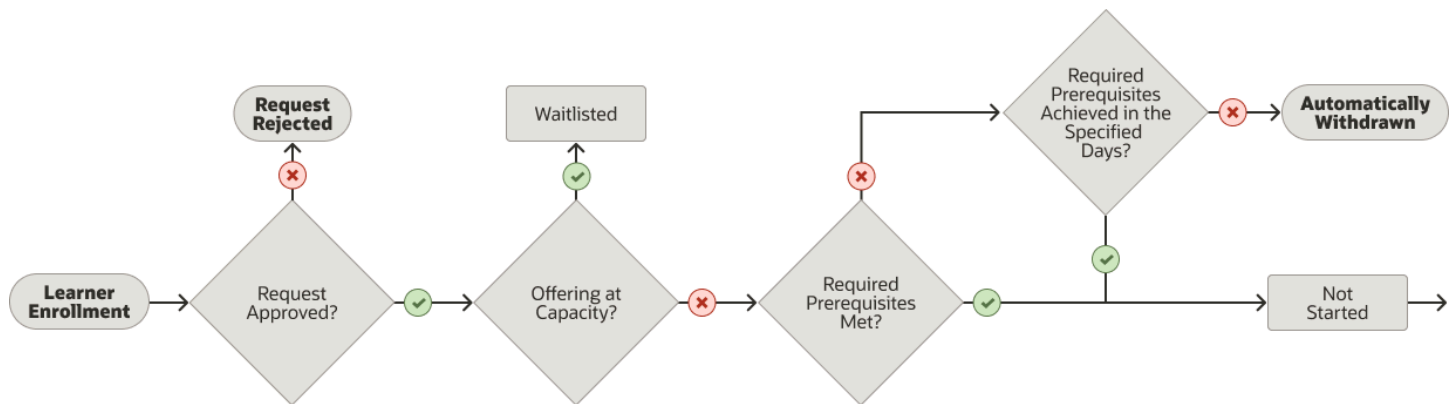 Learner
Enrollment
Request
Approved?
Request
Rejected
Offering at
Capacity?
Waitlisted
Required
Prerequisites
Met?
Required
Prerequisites
Achieved in the
Specified
Days?
Automatically
Withdrawn
Not
Started